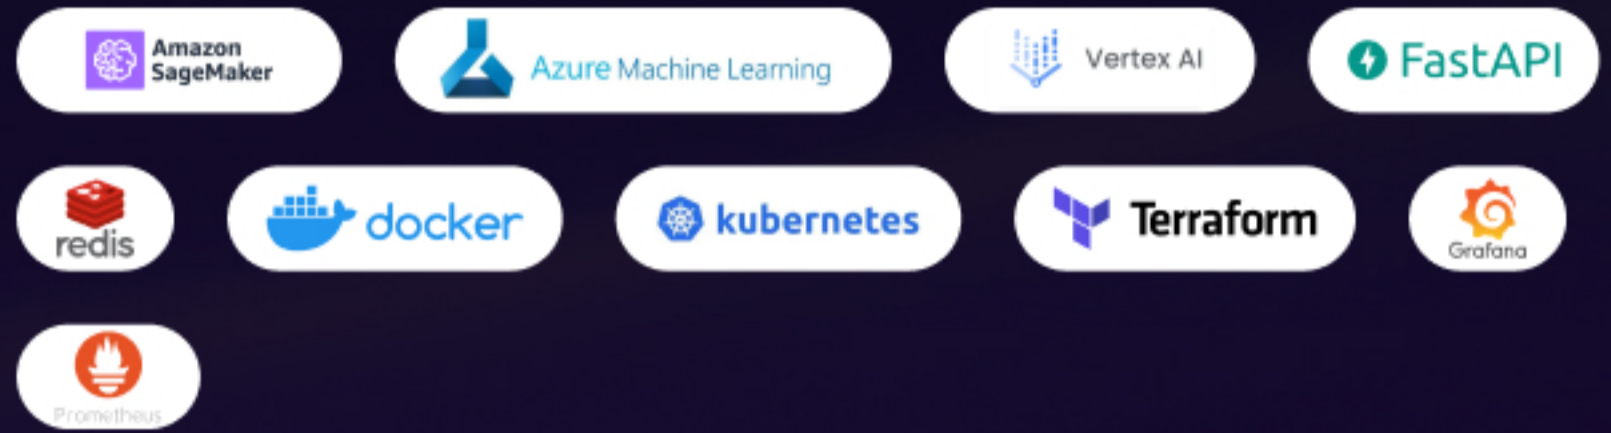 Amazon
SageMaker
Azure Machine Learning
Vertex AI
FastAPI
redis
docker
kubernetes
Terraform
Grafana
Prometheus